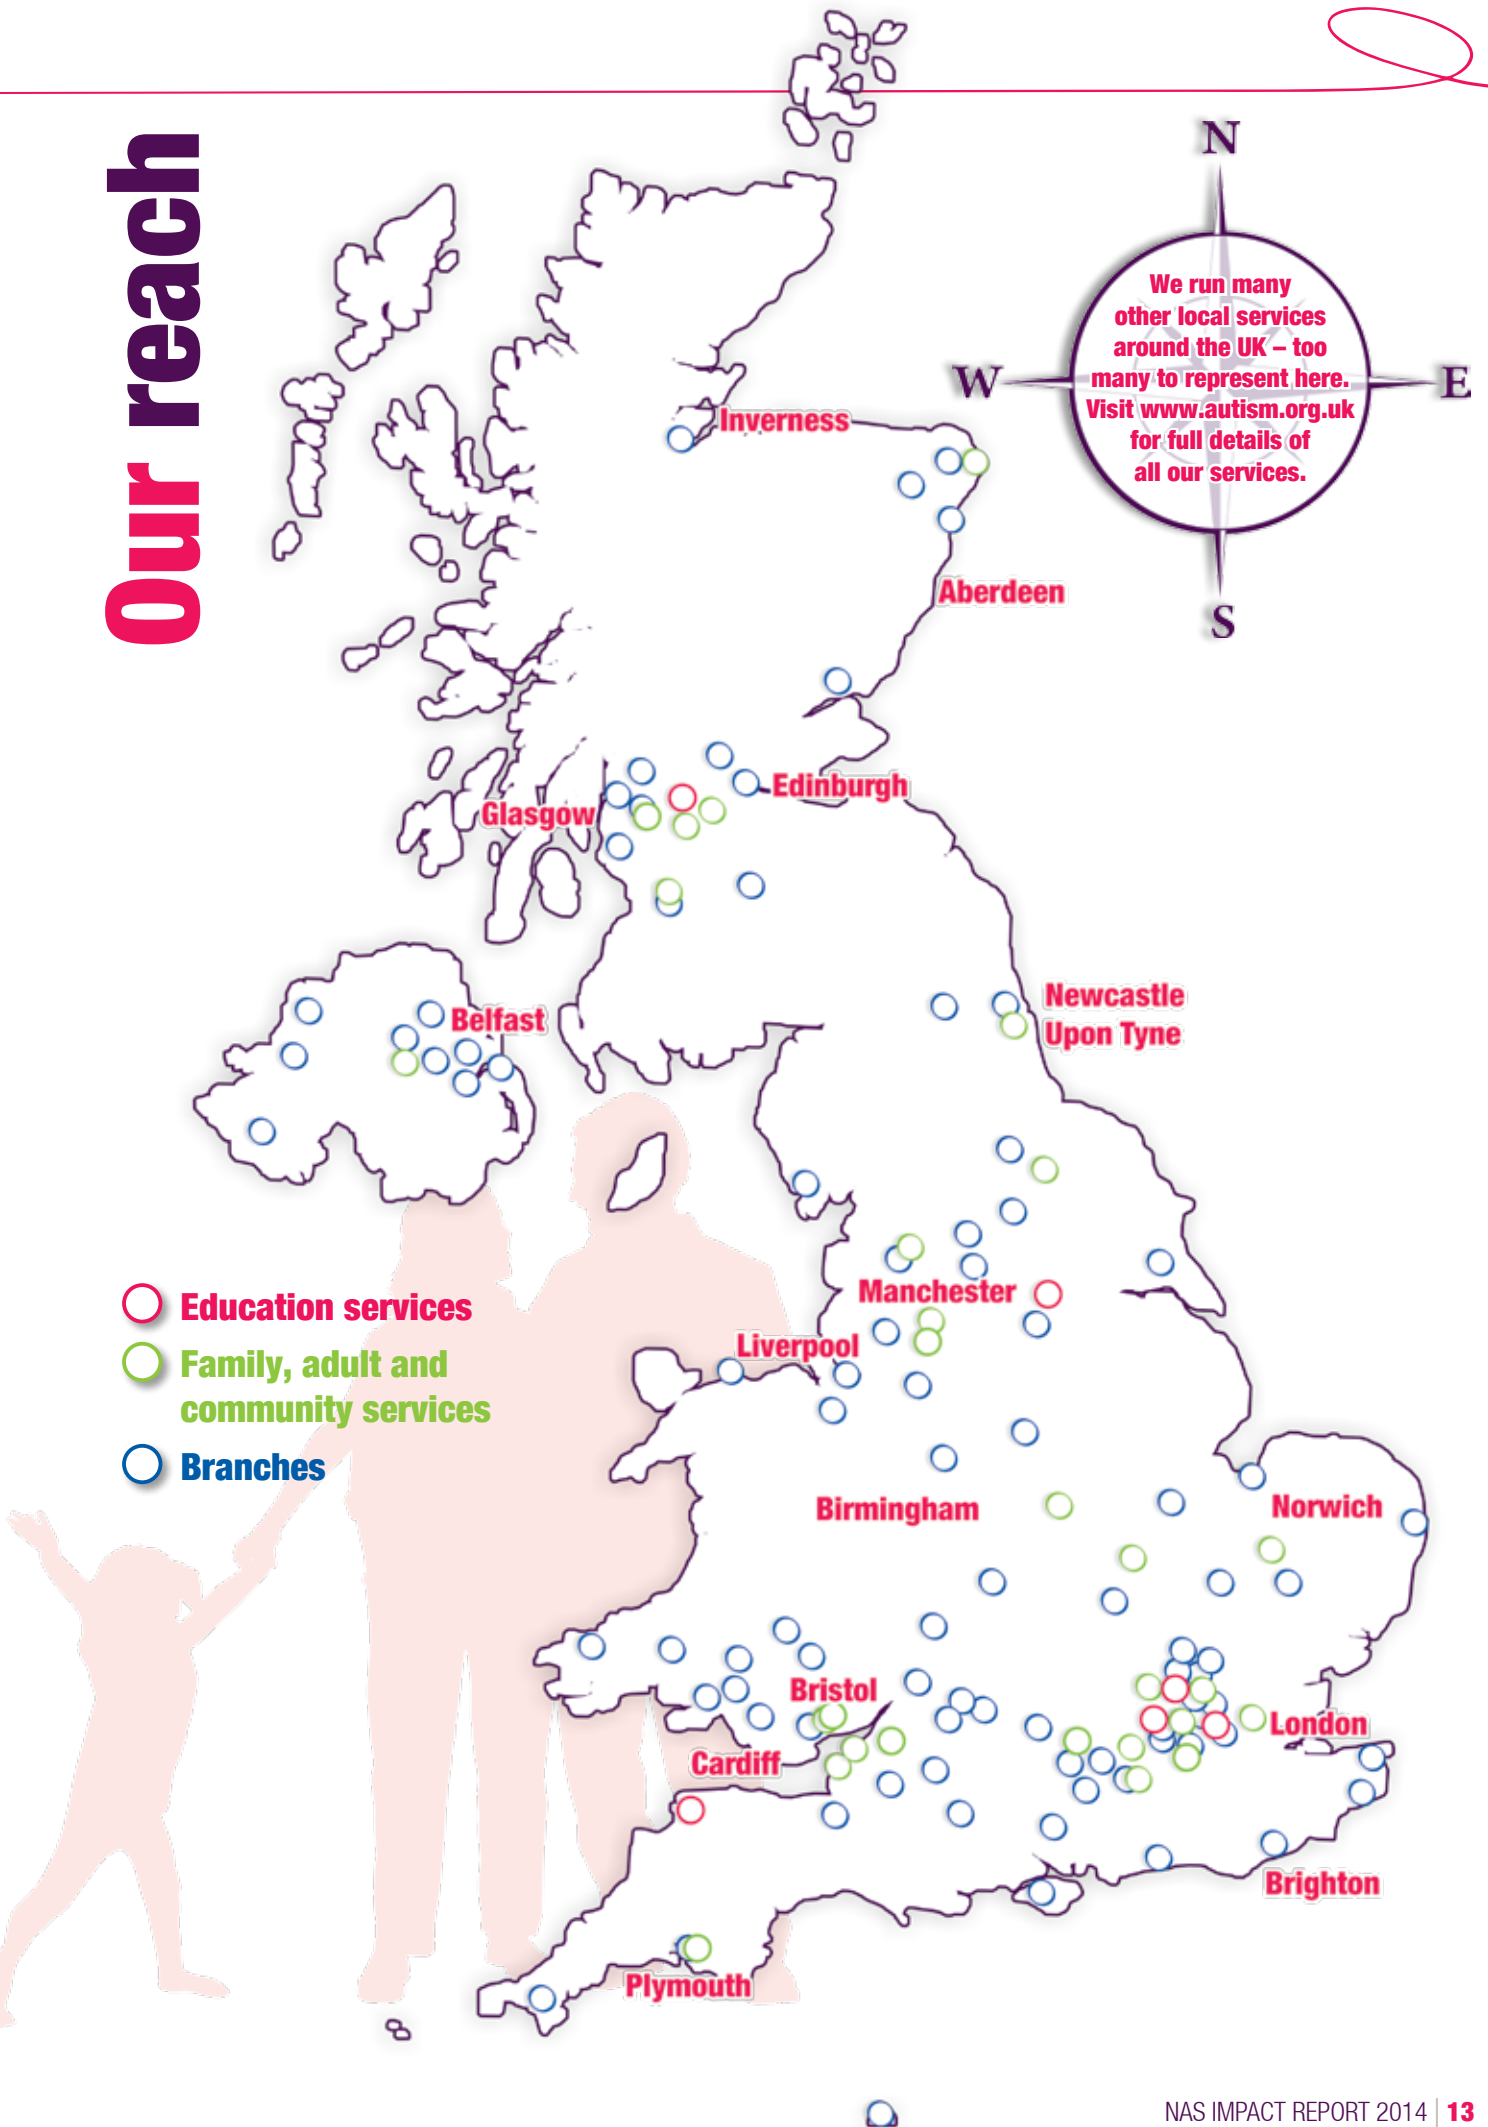 Our reach
N
W
E
S
We run many
other local services
around the UK – too
many to represent here.
Visit www.autism.org.uk
for full details of
all our services.
Inverness
Aberdeen
Edinburgh
Glasgow
Newcastle
Upon Tyne
Belfast
Manchester
Liverpool
Education services
Family, adult and
community services
Branches
Birmingham
Norwich
Bristol
London
Cardiff
Brighton
Plymouth
NAS IMPACT REPORT 2014 | 13